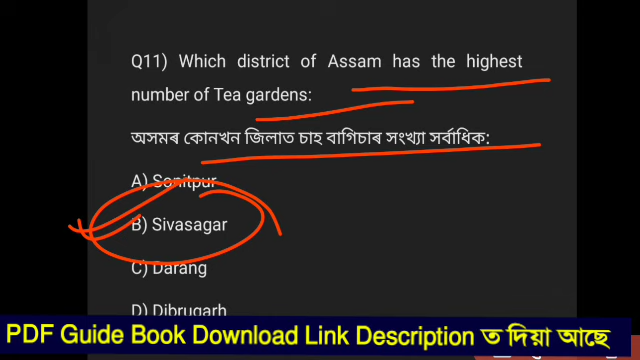 Q11) Which district of Assam has the highest
number of Tea gardens:
অসমৰ কোনখন জিলাত চাহ বাগিচাৰ সংখ্যা সৰ্বাধিক:
A) Sonitpur
B) Sivasagar
C) Darang
D) Dibrugarh
PDF Guide Book Download Link Description ত দিয়া আছে